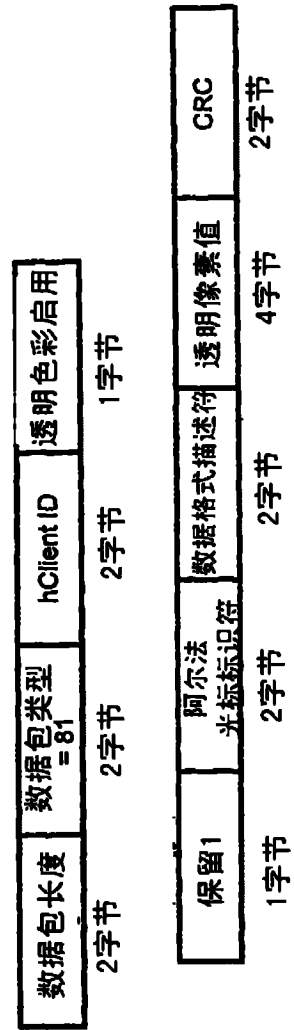 数据包长度
数据包类型
=81
hClient ID
透明色彩启用
2字节
2字节
2字节
1字节
保留1
阿尔法
光标标识符
数据格式描述符
透明像素值
CRC
1字节
2字节
2字节
4字节
2字节